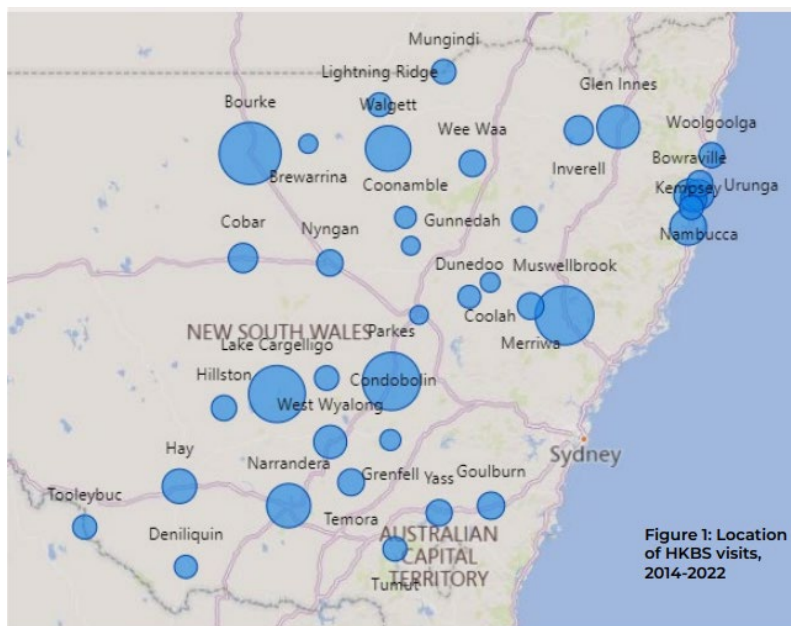 Mungindi
Lightning Ridge
Glen Innes
Bourke
Walgett
Woolgoolga
Wee Waa
Bowraville
Inverell
Brewarrina
Coonamble
Kempsey
Urunga
Cobar
Nyngan
Gunnedah
Nambucca
Dunedoo
Muswellbrook
Coolah
NEW SOUTH WALES
Parkes
Merriwa
Lake Cargelligo
Hillston
Condobolin
West Wyalong
Hay
Narrandera
Grenfell
Yass
Goulburn
Sydney
Tooleybuc
Deniliquin
Temora
AUSTRALIAN
CAPITAL
TERRITORY
Tumut
Figure 1: Location
of HKBS visits,
2014-2022